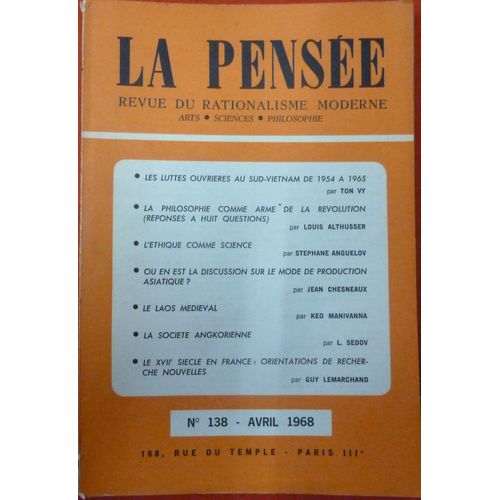 LA PENSÉE
REVUE DU RATIONALISME MODERNE
ARTS ● SCIENCES ● PHILOSOPHIE
● LES LUTTES OUVRIERES AU SUD-VIETNAM DE 1954 A 1965
par TON VY
● LA PHILOSOPHIE COMME ARME DE LA REVOLUTION
(REPONSES A HUIT QUESTIONS)
par LOUIS ALTHUSSER
● L'ETHIQUE COMME SCIENCE
par STEPHANE ANGUELOV
● OU EN EST LA DISCUSSION SUR LE MODE DE PRODUCTION
ASIATIQUE ?
par JEAN CHESNEAUX
● LE LAOS MEDIEVAL
par KEO MANIVANNA
● LA SOCIETE ANGKORIENNE
par L. SEDOV
● LE XVIIe SIECLE EN FRANCE : ORIENTATIONS DE RECHER-
CHE NOUVELLES
par GUY LEMARCHAND
N° 138 - AVRIL 1968
168, RUE DU TEMPLE - PARIS IIIe